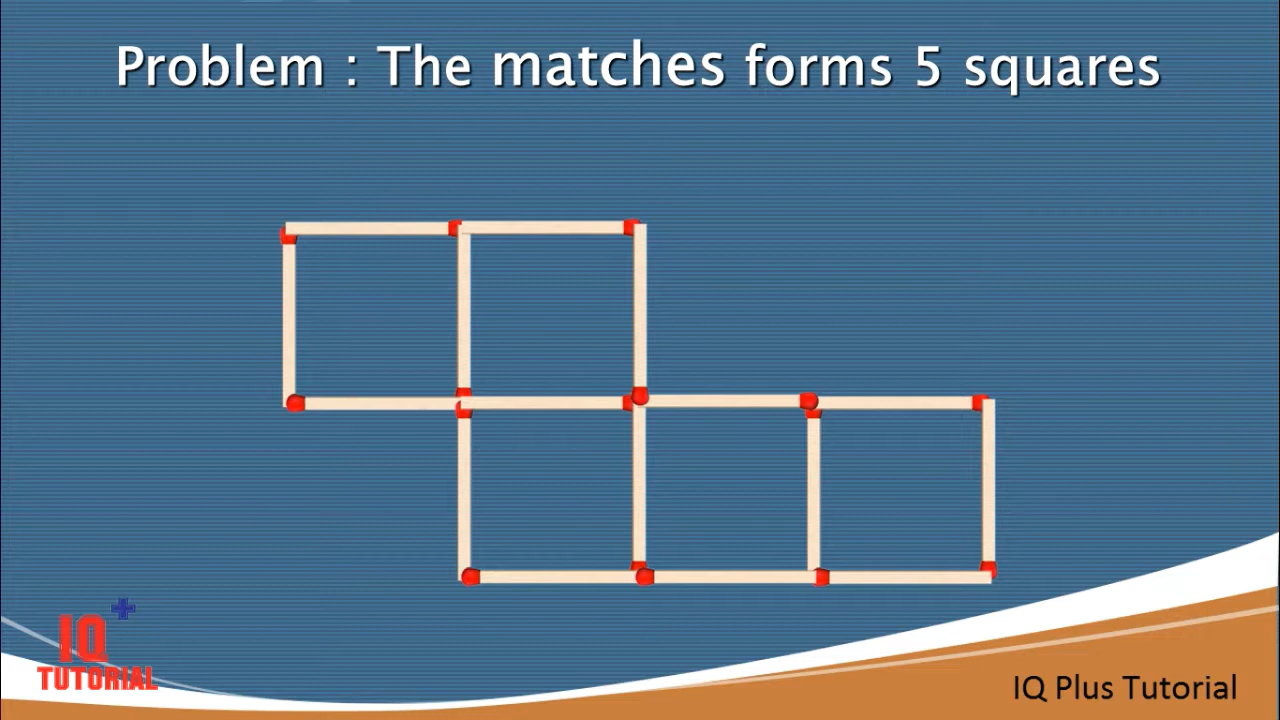 Problem : The matches forms 5 squares
IQ+
TUTORIAL
IQ Plus Tutorial